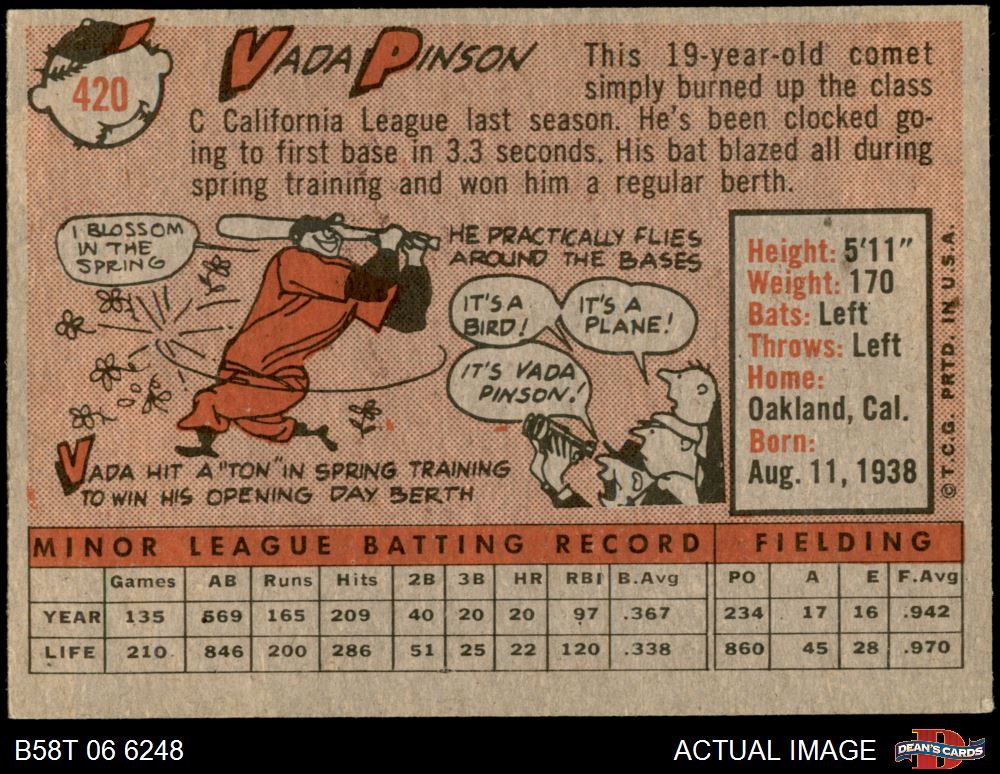 420
VADA PINSON
This 19-year-old comet
simply burned up the class
C California League last season. He's been clocked go-
ing to first base in 3.3 seconds. His bat blazed all during
spring training and won him a regular berth.
I BLOSSOM
IN THE
SPRING
HE PRACTICALLY FLIES
AROUND THE BASES
IT'S A
BIRD!
IT'S A
PLANE!
IT'S VADA
PINSON!
VADA HIT A "TON" IN SPRING TRAINING
TO WIN HIS OPENING DAY BERTH
Height: 5'11"
Weight: 170
Bats: Left
Throws: Left
Home:
Oakland, Cal.
Born:
Aug. 11, 1938
© T.C.G. PRTD. IN U.S.A.
MINOR LEAGUE BATTING RECORD FIELDING
Games AB Runs Hits 2B 3B HR RBI B.Avg PO A E F.Avg
YEAR 135 569 165 209 40 20 20 97 .367 234 17 16 .942
LIFE 210 846 200 286 51 25 22 120 .338 860 45 28 .970
B58T 06 6248
ACTUAL IMAGE
D
DEAN'S CARDS